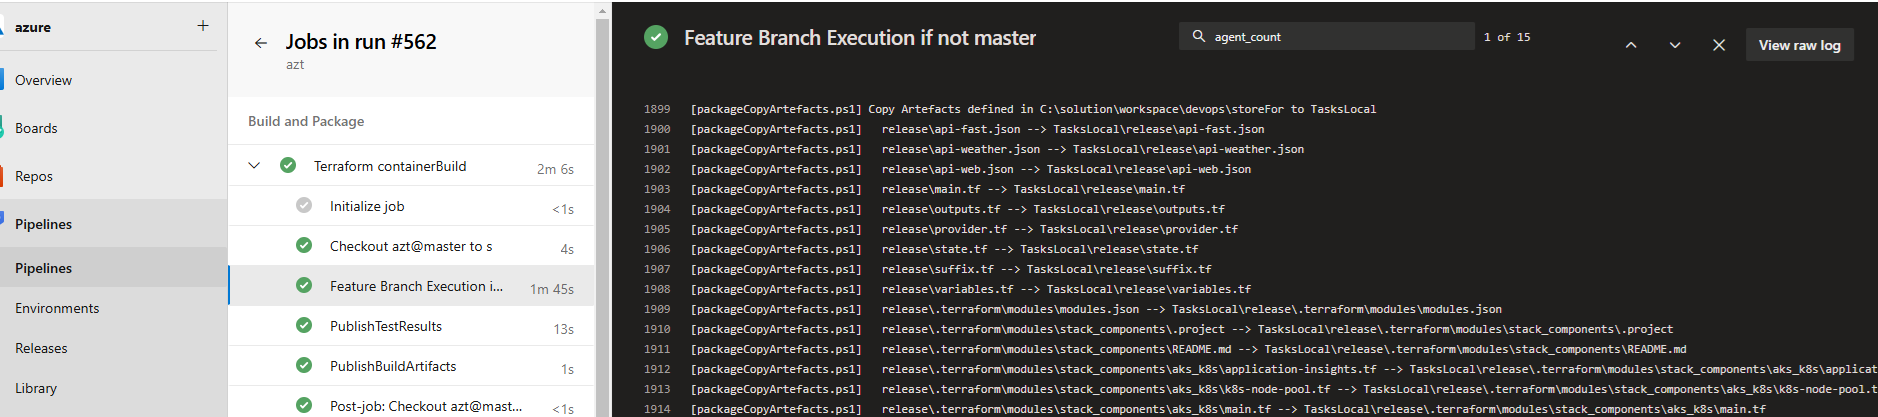 azure
+
Overview
Boards
Repos
Pipelines
Pipelines
Environments
Releases
Library
Jobs in run #562
azt
Build and Package
Terraform containerBuild 2m 6s
Initialize job <1s
Checkout azt@master to s 4s
Feature Branch Execution i... 1m 45s
PublishTestResults 13s
PublishBuildArtifacts 1s
Post-job: Checkout azt@mast... <1s
Feature Branch Execution if not master
agent_count
1 of 15
View raw log
1899 [packageCopyArtefacts.ps1] Copy Artefacts defined in C:\solution\workspace\devops\storeFor to TasksLocal
1900 [packageCopyArtefacts.ps1] release\api-fast.json --> TasksLocal\release\api-fast.json
1901 [packageCopyArtefacts.ps1] release\api-weather.json --> TasksLocal\release\api-weather.json
1902 [packageCopyArtefacts.ps1] release\api-web.json --> TasksLocal\release\api-web.json
1903 [packageCopyArtefacts.ps1] release\main.tf --> TasksLocal\release\main.tf
1904 [packageCopyArtefacts.ps1] release\outputs.tf --> TasksLocal\release\outputs.tf
1905 [packageCopyArtefacts.ps1] release\provider.tf --> TasksLocal\release\provider.tf
1906 [packageCopyArtefacts.ps1] release\state.tf --> TasksLocal\release\state.tf
1907 [packageCopyArtefacts.ps1] release\suffix.tf --> TasksLocal\release\suffix.tf
1908 [packageCopyArtefacts.ps1] release\variables.tf --> TasksLocal\release\variables.tf
1909 [packageCopyArtefacts.ps1] release\.terraform\modules\modules.json --> TasksLocal\release\.terraform\modules\modules.json
1910 [packageCopyArtefacts.ps1] release\.terraform\modules\stack_components\.project --> TasksLocal\release\.terraform\modules\stack_components\.project
1911 [packageCopyArtefacts.ps1] release\.terraform\modules\stack_components\README.md --> TasksLocal\release\.terraform\modules\stack_components\README.md
1912 [packageCopyArtefacts.ps1] release\.terraform\modules\stack_components\aks_k8s\application-insights.tf --> TasksLocal\release\.terraform\modules\stack_components\aks_k8s\applicat
1913 [packageCopyArtefacts.ps1] release\.terraform\modules\stack_components\aks_k8s\k8s-node-pool.tf --> TasksLocal\release\.terraform\modules\stack_components\aks_k8s\k8s-node-pool.t
1914 [packageCopyArtefacts.ps1] release\.terraform\modules\stack_components\aks_k8s\main.tf --> TasksLocal\release\.terraform\modules\stack_components\aks_k8s\main.tf